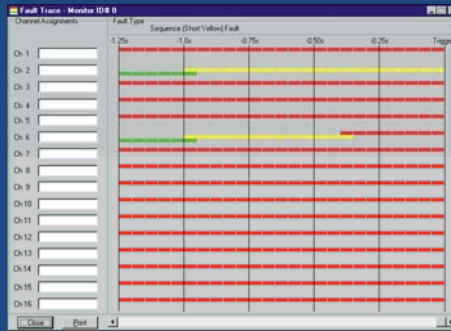 Fault Trace - Monitor ID# 0
Channel Assignments
Fault Type
Sequence (Short Yellow) Fault
-1.25s -1.0s -0.75s -0.50s -0.25s Trigge
Ch 1
Ch 2
Ch 3
Ch 4
Ch 5
Ch 6
Ch 7
Ch 8
Ch 9
Ch 10
Ch 11
Ch 12
Ch 13
Ch 14
Ch 15
Ch 16
Close Print